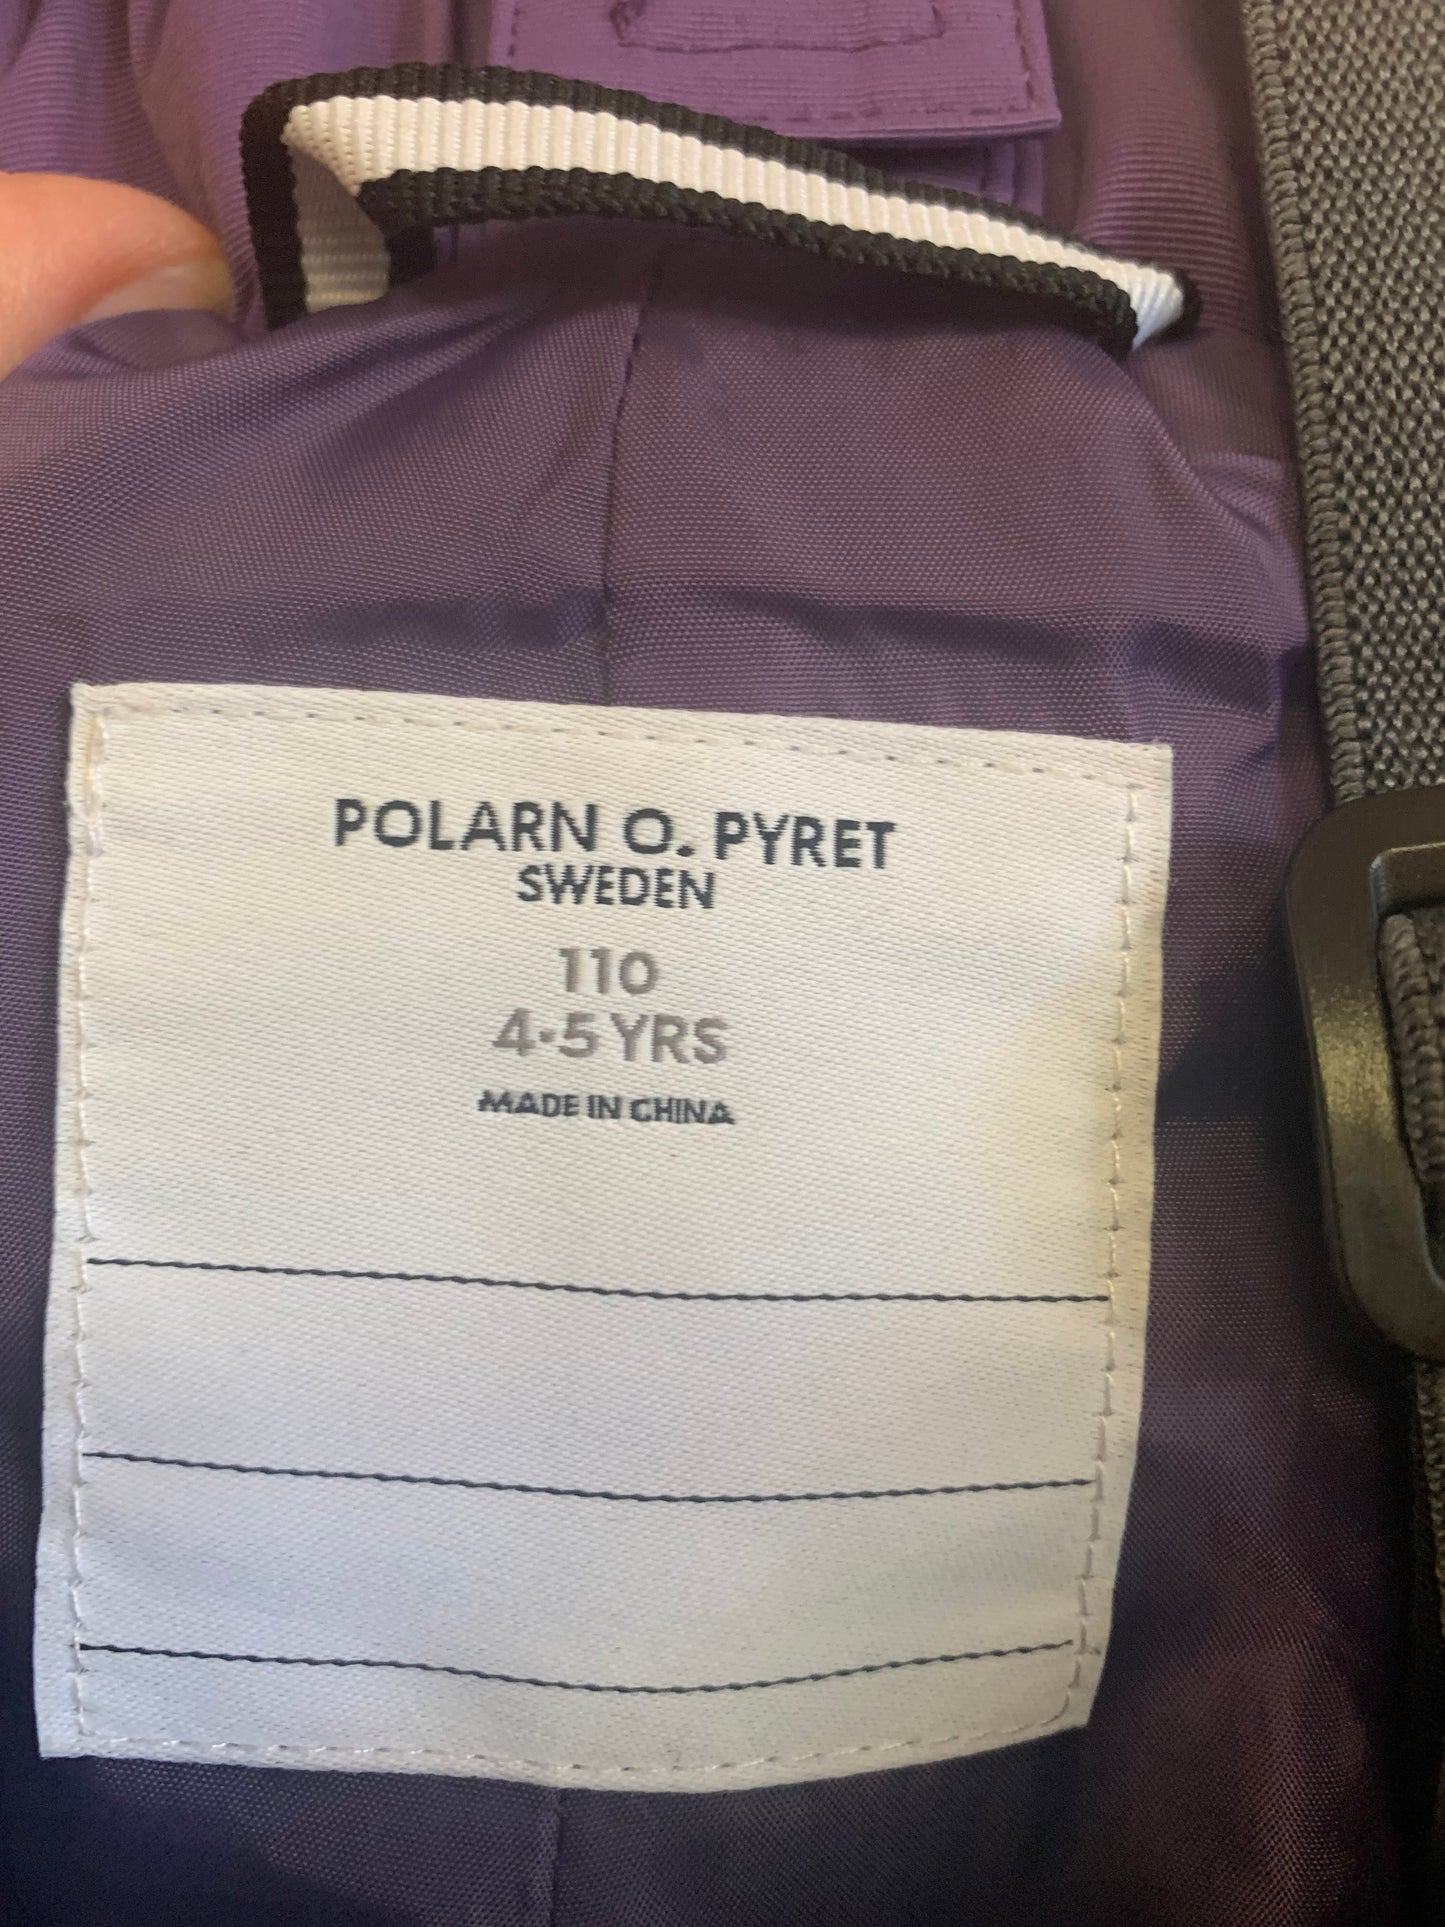 POLARN O. PYRET
SWEDEN
110
4-5 YRS
MADE IN CHINA